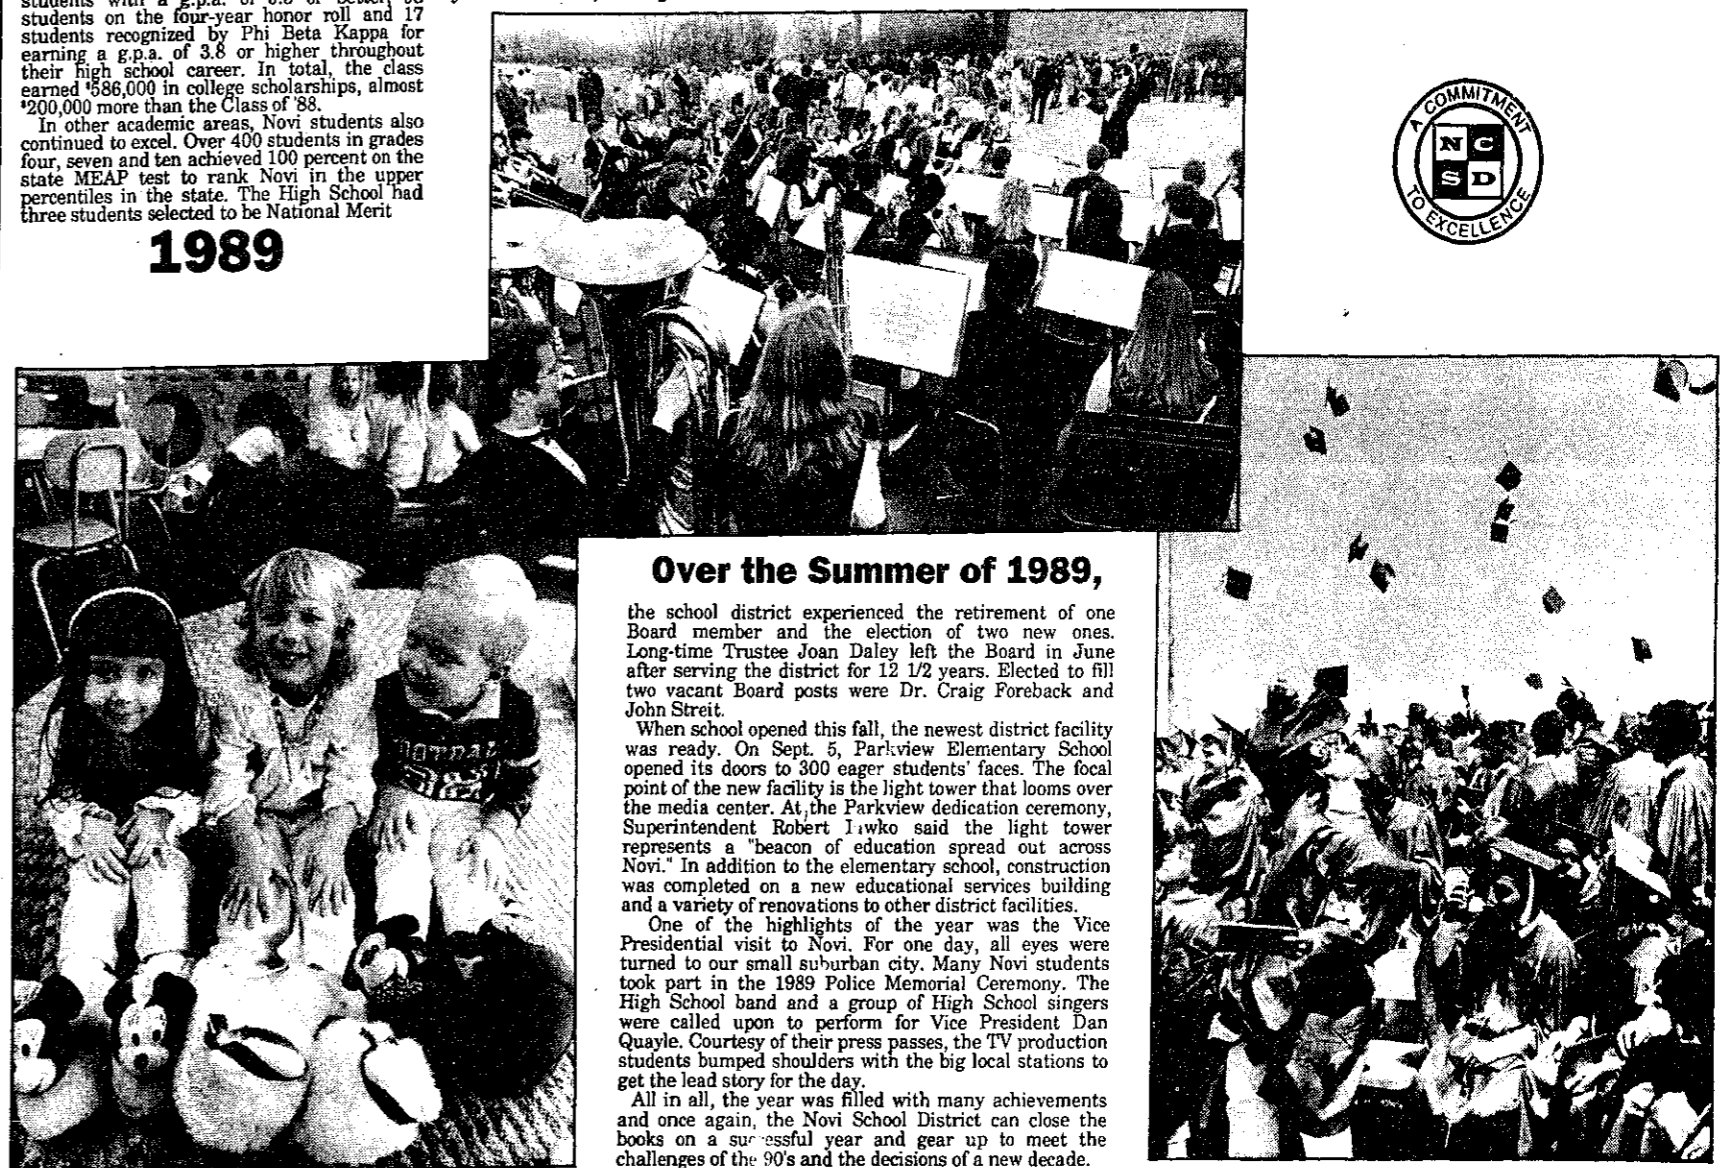 students with a g.p.a. of
students on the four-year honor roll and 17
students recognized by Phi Beta Kappa for
earning a g.p.a. of 3.8 or higher throughout
their high school career. In total, the class
earned $586,000 in college scholarships, almost
$200,000 more than the Class of '88.
In other academic areas, Novi students also
continued to excel. Over 400 students in grades
four, seven and ten achieved 100 percent on the
state MEAP test to rank Novi in the upper
percentiles in the state. The High School had
three students selected to be National Merit
1989
A COMMITMENT
N C
S D
TO EXCELLENCE
Over the Summer of 1989,
the school district experienced the retirement of one
Board member and the election of two new ones.
Long-time Trustee Joan Daley left the Board in June
after serving the district for 12 1/2 years. Elected to fill
two vacant Board posts were Dr. Craig Foreback and
John Streit.
When school opened this fall, the newest district facility
was ready. On Sept. 5, Parkview Elementary School
opened its doors to 300 eager students' faces. The focal
point of the new facility is the light tower that looms over
the media center. At the Parkview dedication ceremony,
Superintendent Robert said the light tower
represents a "beacon of education spread out across
Novi." In addition to the elementary school, construction
was completed on a new educational services building
and a variety of renovations to other district facilities.
One of the highlights of the year was the Vice
Presidential visit to Novi. For one day, all eyes were
turned to our small suburban city. Many Novi students
took part in the 1989 Police Memorial Ceremony. The
High School band and a group of High School singers
were called upon to perform for Vice President Dan
Quayle. Courtesy of their press passes, the TV production
students bumped shoulders with the big local stations to
get the lead story for the day.
All in all, the year was filled with many achievements
and once again, the Novi School District can close the
books on a successful year and gear up to meet the
challenges of the 90's and the decisions of a new decade.